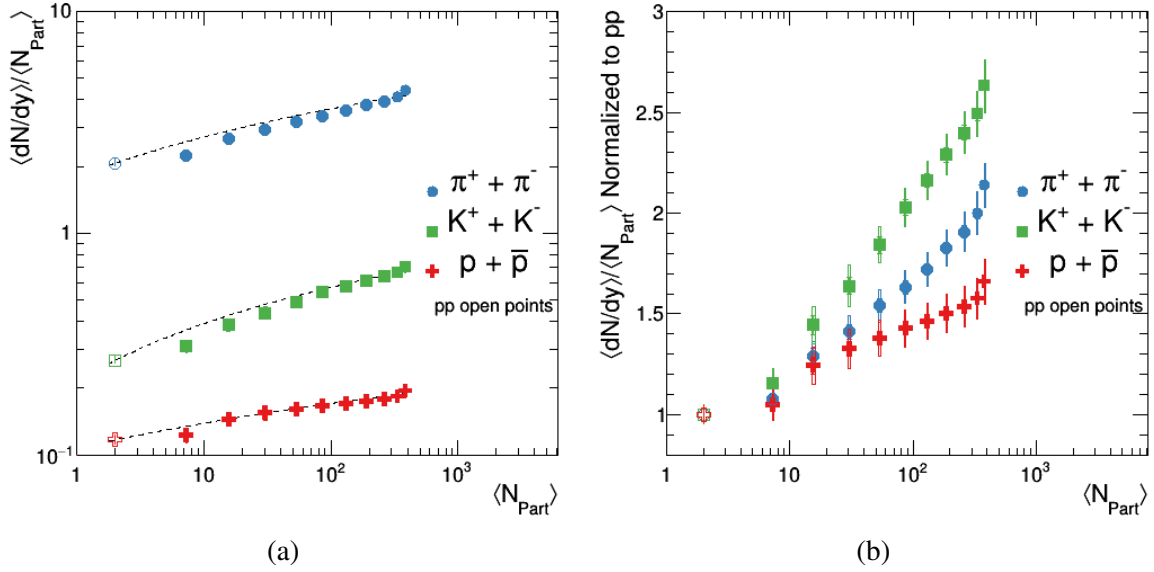 ⟨dN/dy⟩/⟨N_Part⟩
10
1
10⁻¹
π⁺ + π⁻
K⁺ + K⁻
p + p̅
pp open points
1
10
10²
10³
⟨N_Part⟩
(a)
⟨dN/dy⟩/⟨N_Part⟩ Normalized to pp
3
2.5
2
1.5
1
π⁺ + π⁻
K⁺ + K⁻
p + p̅
pp open points
1
10
10²
10³
⟨N_Part⟩
(b)